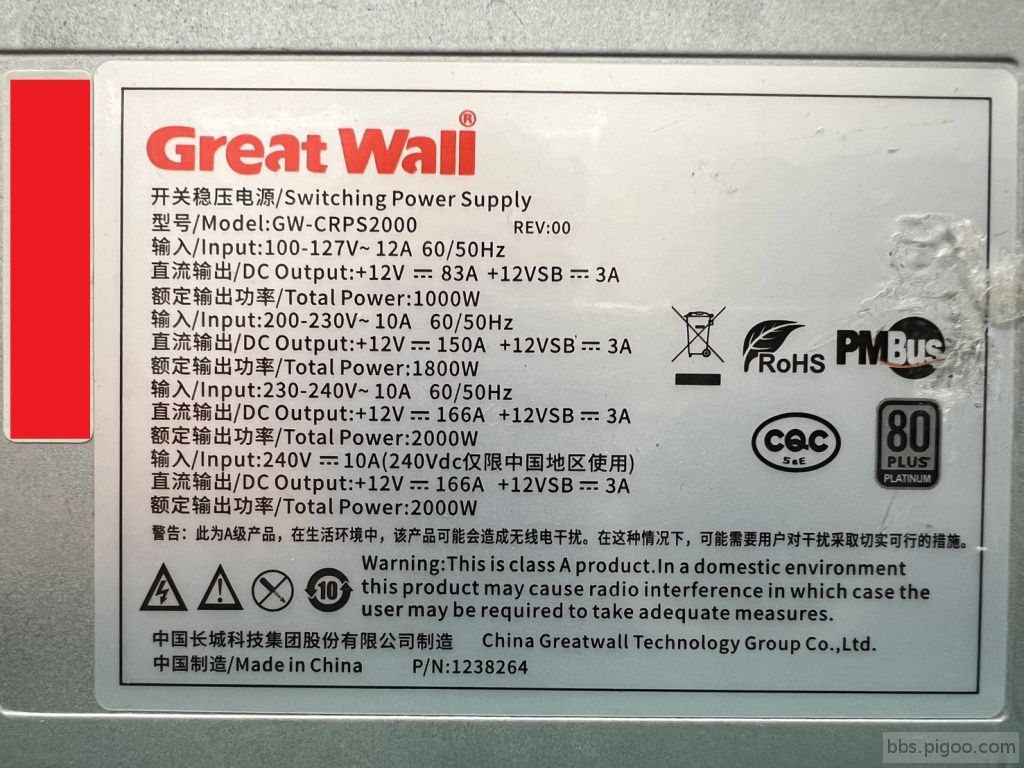 Great Wall®
开关稳压电源/Switching Power Supply
型号/Model:GW-CRPS2000 REV:00
输入/Input:100-127V~ 12A 60/50Hz
直流输出/DC Output:+12V ⎓ 83A +12VSB ⎓ 3A
额定输出功率/Total Power:1000W
输入/Input:200-230V~ 10A 60/50Hz
直流输出/DC Output:+12V ⎓ 150A +12VSB ⎓ 3A
额定输出功率/Total Power:1800W
输入/Input:230-240V~ 10A 60/50Hz
直流输出/DC Output:+12V ⎓ 166A +12VSB ⎓ 3A
额定输出功率/Total Power:2000W
输入/Input:240V ⎓ 10A(240Vdc仅限中国地区使用)
直流输出/DC Output:+12V ⎓ 166A +12VSB ⎓ 3A
额定输出功率/Total Power:2000W
RoHS
PMBus
CQC
S&E
80
PLUS
PLATINUM
警告：此为A级产品，在生活环境中，该产品可能会造成无线电干扰。在这种情况下，可能需要用户对干扰采取切实可行的措施。
10
Warning:This is class A product.In a domestic environment
this product may cause radio interference in which case the
user may be required to take adequate measures.
中国长城科技集团股份有限公司制造 China Greatwall Technology Group Co.,Ltd.
中国制造/Made in China P/N:1238264
bbs.pigoo.com